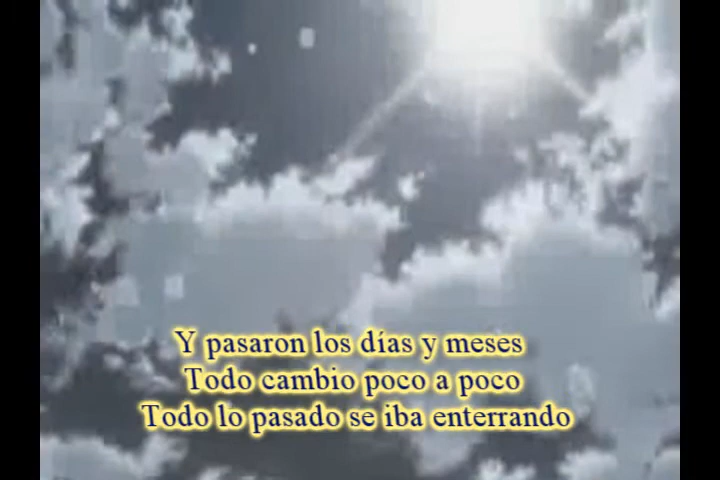 Y pasaron los días y meses
Todo cambio poco a poco
Todo lo pasado se iba enterrando